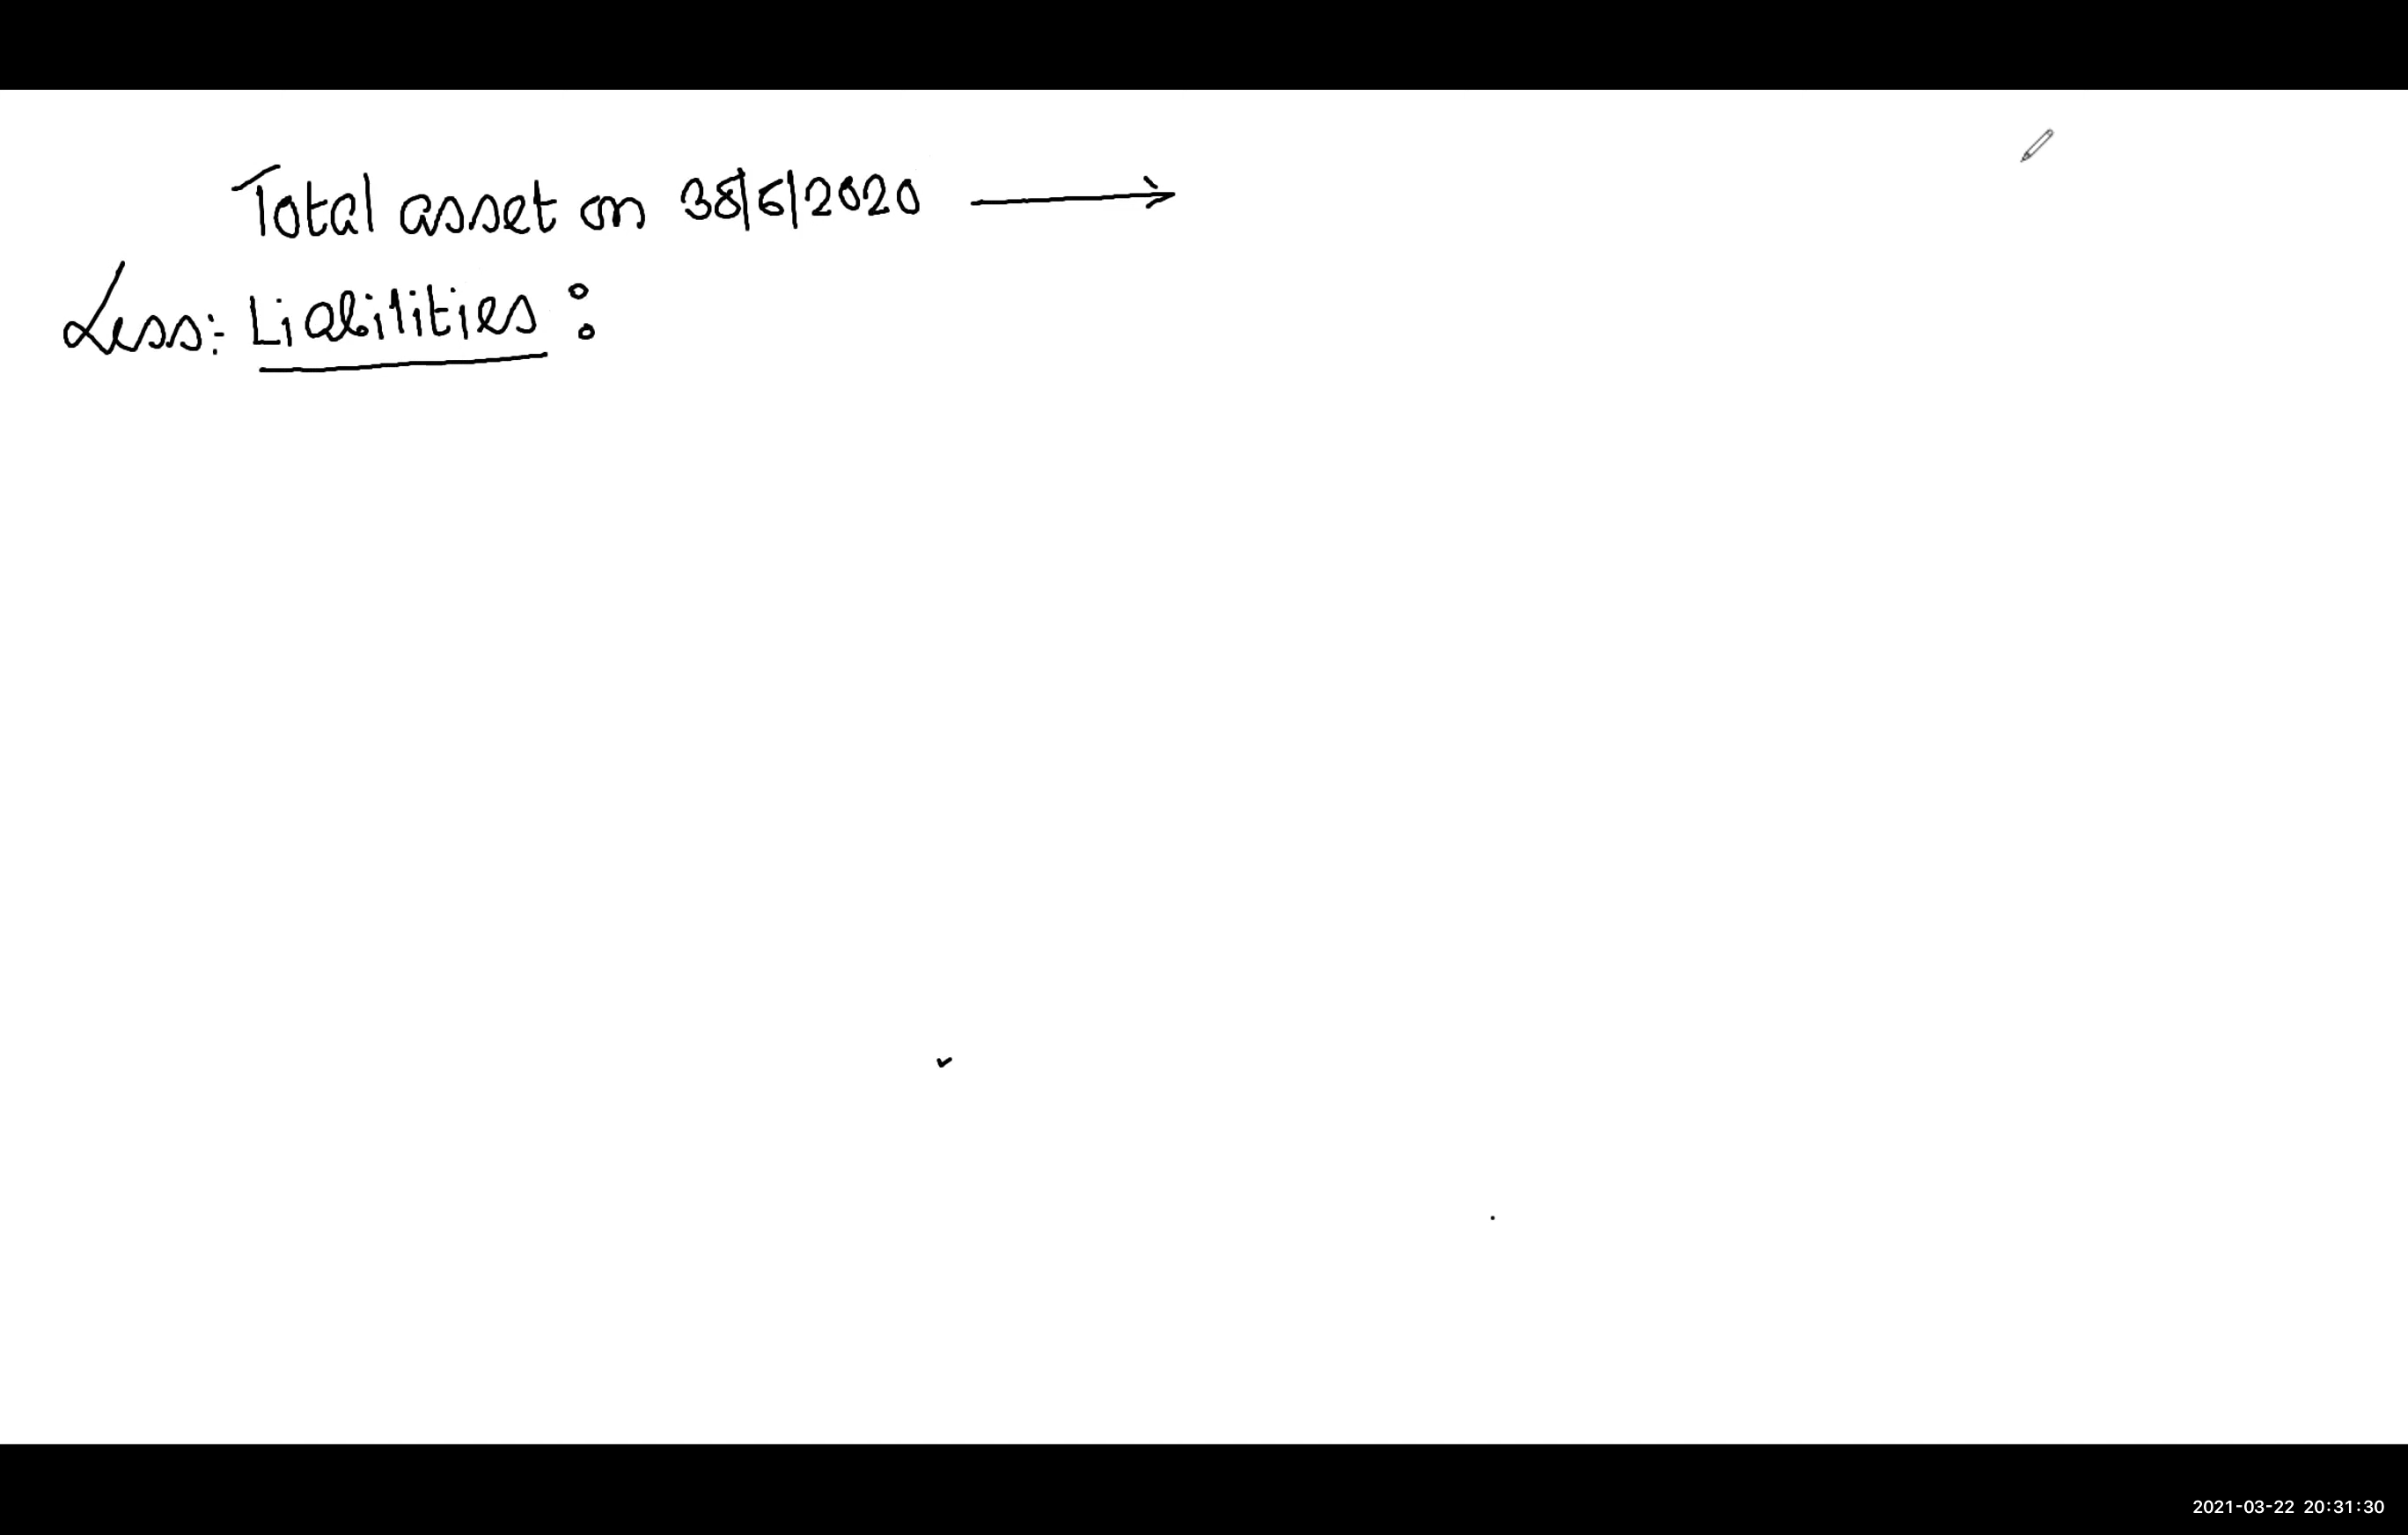 Total asset on 30/6/2020 →
Less: Liabilities :
2021-03-22 20:31:30